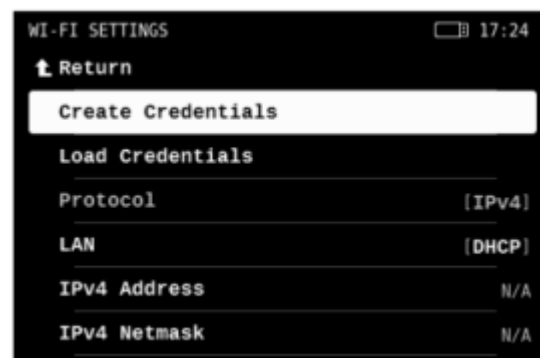 WI-FI SETTINGS 17:24
Return
Create Credentials
Load Credentials
Protocol [IPv4]
LAN [DHCP]
IPv4 Address N/A
IPv4 Netmask N/A